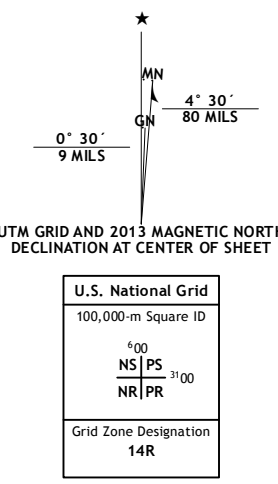 ★
MN
GN
4° 30´
80 MILS
0° 30´
9 MILS
UTM GRID AND 2013 MAGNETIC NORTH
DECLINATION AT CENTER OF SHEET
U.S. National Grid
100,000-m Square ID
⁶00
NS PS
³¹00
NR PR
Grid Zone Designation
14R